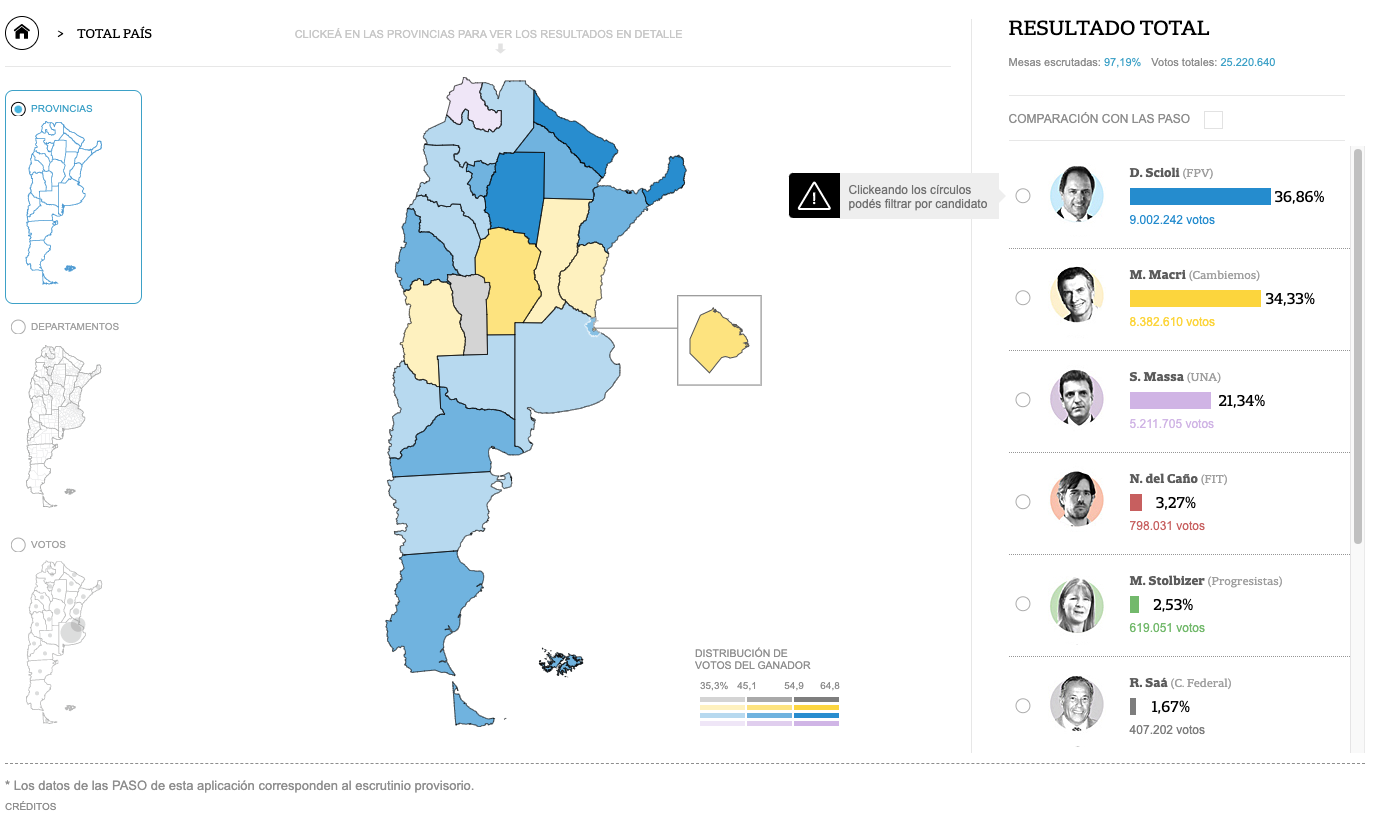 > TOTAL PAÍS
CLICKEÁ EN LAS PROVINCIAS PARA VER LOS RESULTADOS EN DETALLE
PROVINCIAS
DEPARTAMENTOS
VOTOS
Clickeando los círculos
podés filtrar por candidato
DISTRIBUCIÓN DE
VOTOS DEL GANADOR
35,3% 45,1 54,9 64,8
RESULTADO TOTAL
Mesas escrutadas: 97,19% Votos totales: 25.220.640
COMPARACIÓN CON LAS PASO
D. Scioli (FPV)
36,86%
9.002.242 votos
M. Macri (Cambiemos)
34,33%
8.382.610 votos
S. Massa (UNA)
21,34%
5.211.705 votos
N. del Caño (FIT)
3,27%
798.031 votos
M. Stolbizer (Progresistas)
2,53%
619.051 votos
R. Saá (C. Federal)
1,67%
407.202 votos
* Los datos de las PASO de esta aplicación corresponden al escrutinio provisorio.
CRÉDITOS